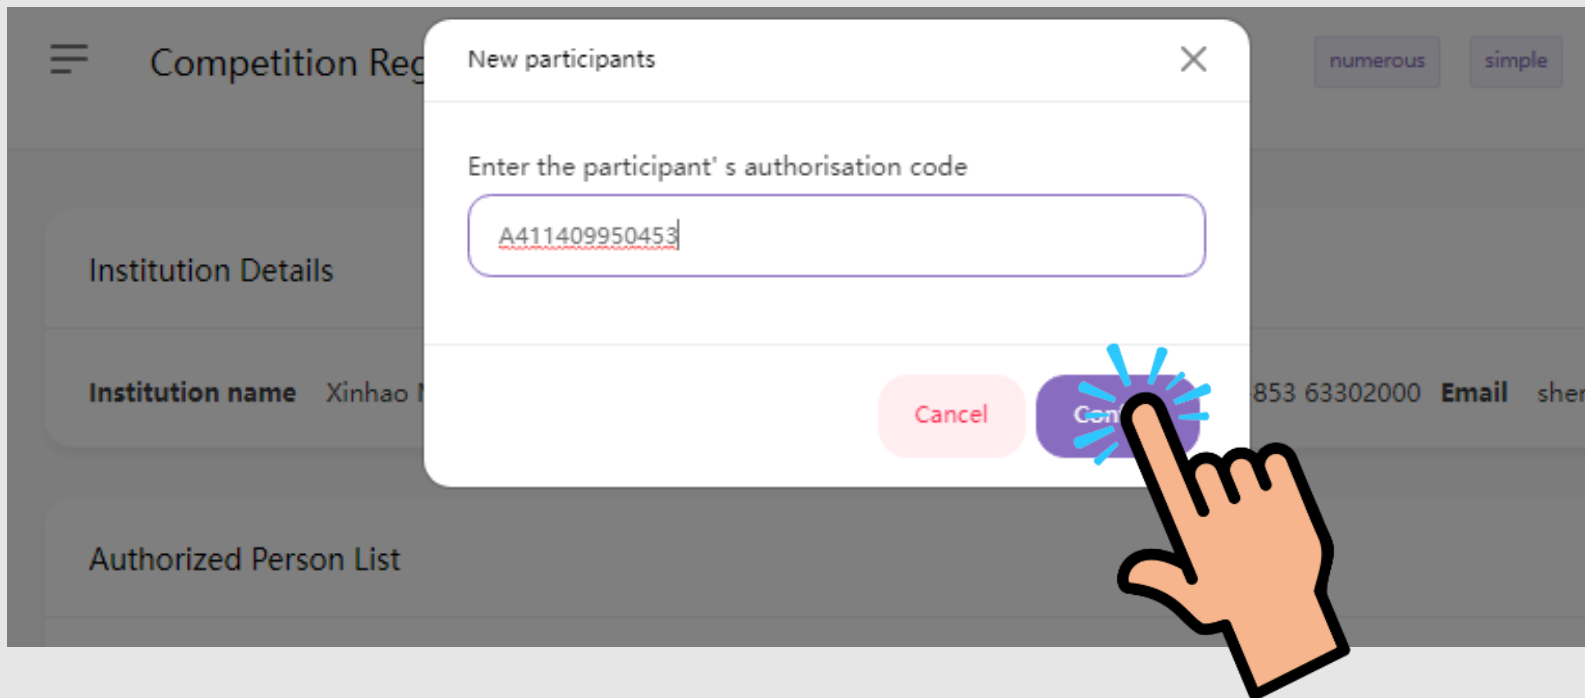 Competition Reg
New participants
numerous
simple
Enter the participant' s authorisation code
A411409950453
Institution Details
Institution name Xinhao
853 63302000 Email sher
Cancel
Authorized Person List